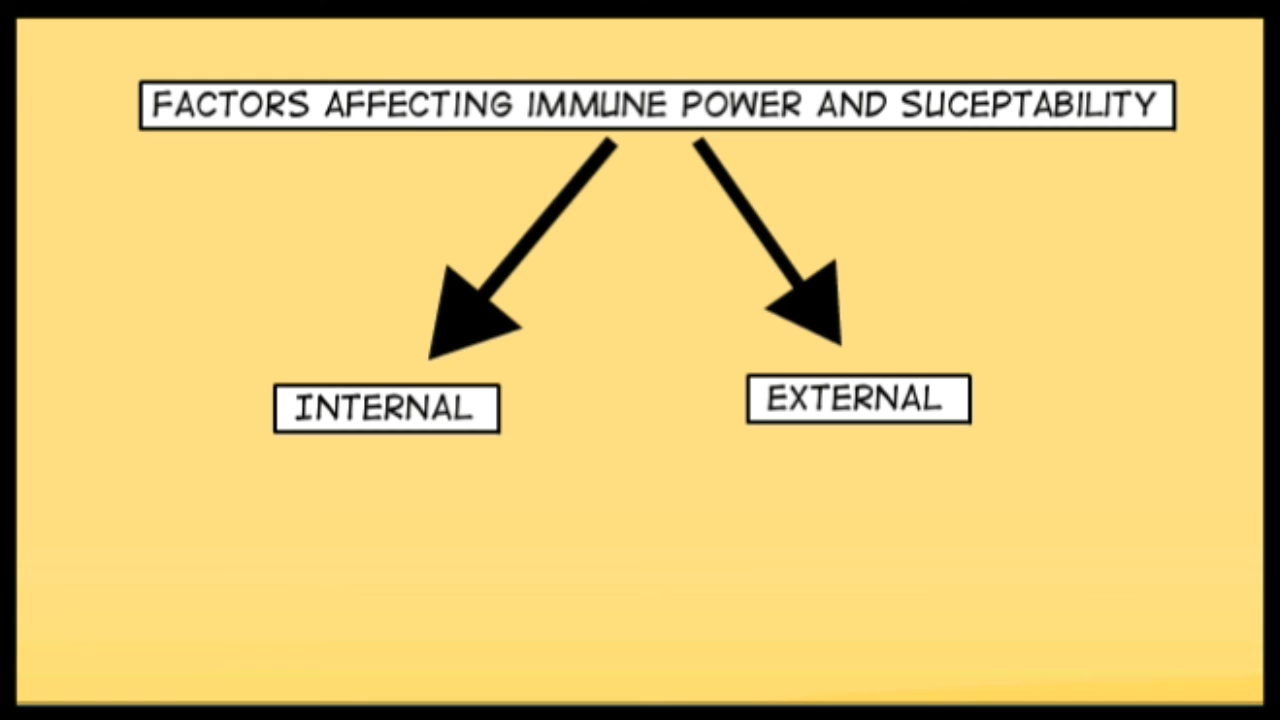 FACTORS AFFECTING IMMUNE POWER AND SUCEPTABILITY
INTERNAL
EXTERNAL